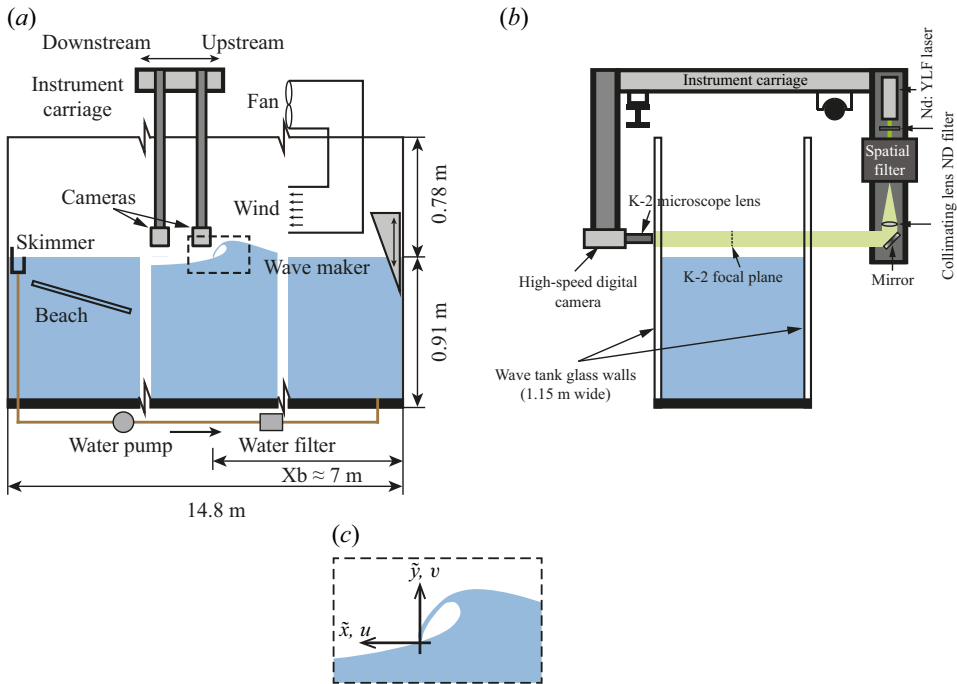 (a)
Downstream
Upstream
Instrument
carriage
Fan
Cameras
Wind
Skimmer
Wave maker
Beach
0.78 m
0.91 m
Water pump
Water filter
Xb ≈ 7 m
14.8 m
(b)
Instrument carriage
Nd: YLF laser
ND filter
Spatial
filter
Collimating lens
K-2 microscope lens
K-2 focal plane
Mirror
High-speed digital
camera
Wave tank glass walls
(1.15 m wide)
(c)
ỹ, v
x̃, u